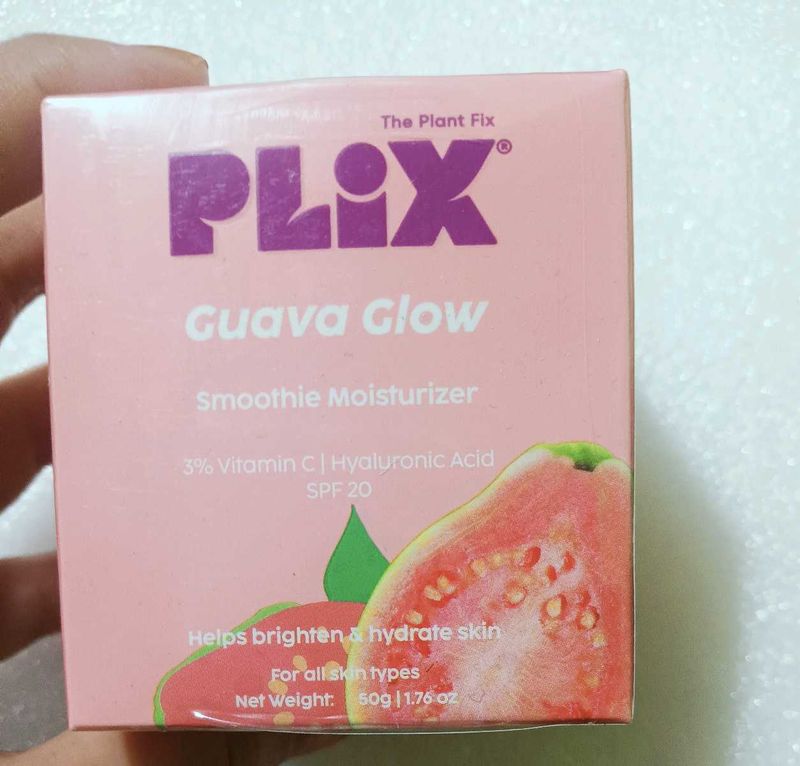 The Plant Fix
PLiX®
Guava Glow
Smoothie Moisturizer
3% Vitamin C | Hyaluronic Acid
SPF 20
Helps brighten & hydrate skin
For all skin types
Net Weight: 50g | 1.76 oz